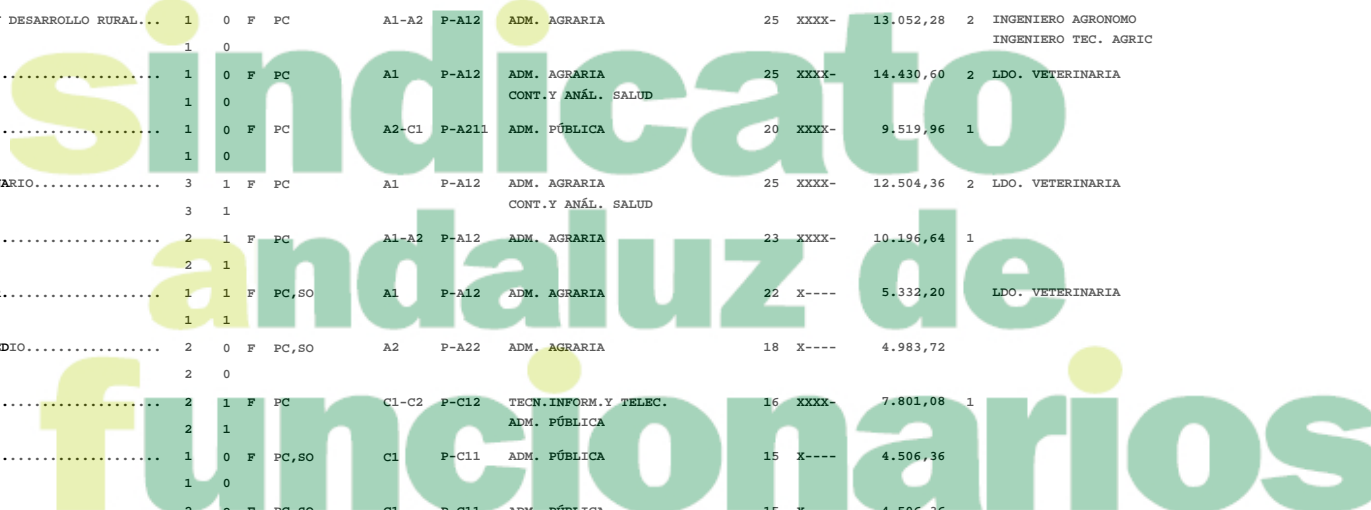 DESARROLLO RURAL... 1 0 F PC A1-A2 P-A12 ADM. AGRARIA 25 XXXX- 13.052,28 2 INGENIERO AGRONOMO
1 0 INGENIERO TEC. AGRIC
.................... 1 0 F PC A1 P-A12 ADM. AGRARIA 25 XXXX- 14.430,60 2 LDO. VETERINARIA
1 0 CONT.Y ANÁL. SALUD
.................... 1 0 F PC A2-C1 P-A211 ADM. PÚBLICA 20 XXXX- 9.519,96 1
1 0
ARIO................ 3 1 F PC A1 P-A12 ADM. AGRARIA 25 XXXX- 12.504,36 2 LDO. VETERINARIA
3 1 CONT.Y ANÁL. SALUD
.................... 2 1 F PC A1-A2 P-A12 ADM. AGRARIA 23 XXXX- 10.196,64 1
2 1
.................... 1 1 F PC,SO A1 P-A12 ADM. AGRARIA 22 X---- 5.332,20 LDO. VETERINARIA
1 1
DIO................. 2 0 F PC,SO A2 P-A22 ADM. AGRARIA 18 X---- 4.983,72
2 0
.................... 2 1 F PC C1-C2 P-C12 TECN.INFORM.Y TELEC. 16 XXXX- 7.801,08 1
2 1 ADM. PÚBLICA
.................... 1 0 F PC,SO C1 P-C11 ADM. PÚBLICA 15 X---- 4.506,36
1 0
sindicato
andaluz de
funcionarios